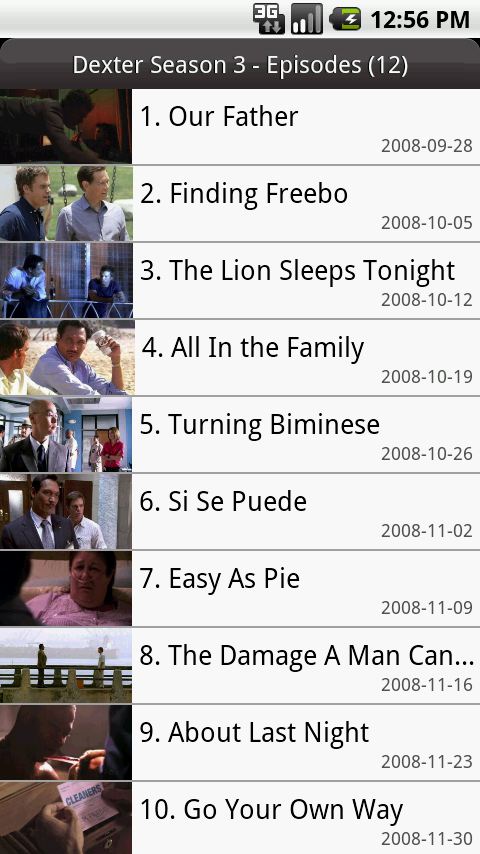 3G
12:56 PM
Dexter Season 3 - Episodes (12)
1. Our Father
2008-09-28
2. Finding Freebo
2008-10-05
3. The Lion Sleeps Tonight
2008-10-12
4. All In the Family
2008-10-19
5. Turning Biminese
2008-10-26
6. Si Se Puede
2008-11-02
7. Easy As Pie
2008-11-09
8. The Damage A Man Can...
2008-11-16
9. About Last Night
2008-11-23
CLEANERS
10. Go Your Own Way
2008-11-30